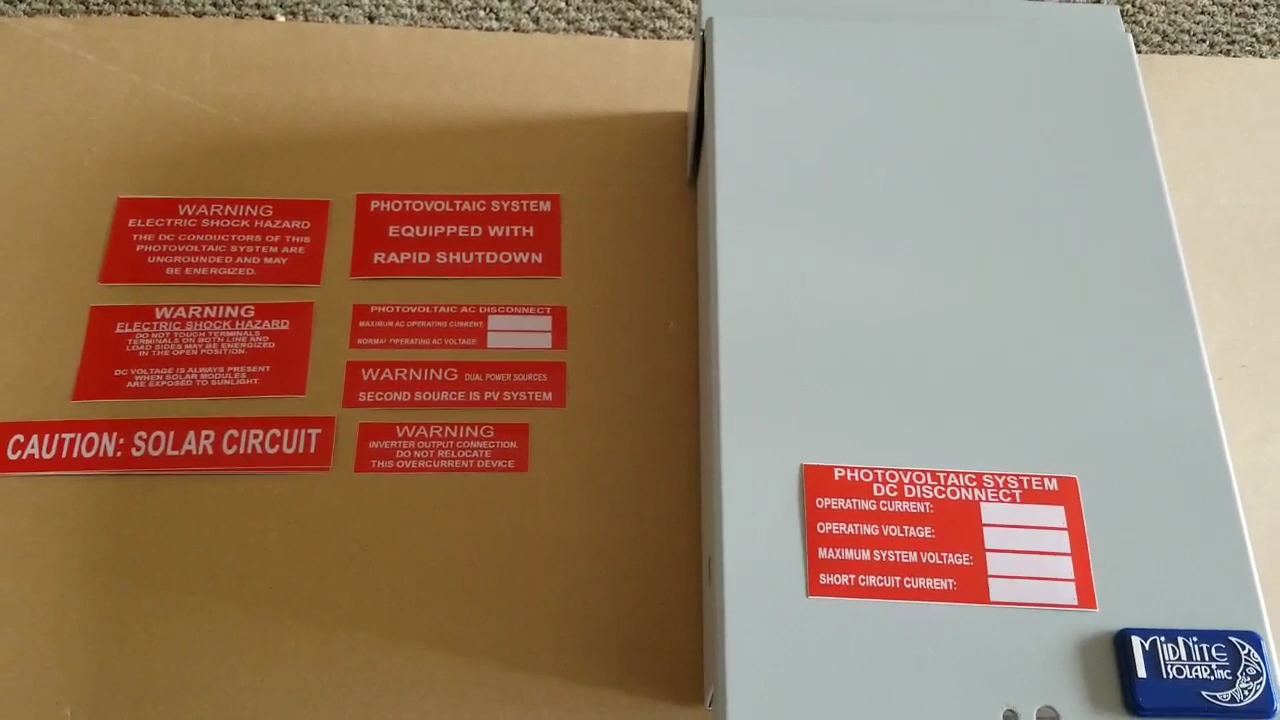 WARNING
ELECTRIC SHOCK HAZARD
THE DC CONDUCTORS OF THIS
PHOTOVOLTAIC SYSTEM ARE
UNGROUNDED AND MAY
BE ENERGIZED.
PHOTOVOLTAIC SYSTEM
EQUIPPED WITH
RAPID SHUTDOWN
WARNING
ELECTRIC SHOCK HAZARD
DO NOT TOUCH TERMINALS
TERMINALS ON BOTH LINE AND
LOAD SIDES MAY BE ENERGIZED
IN THE OPEN POSITION.
DC VOLTAGE IS ALWAYS PRESENT
WHEN SOLAR MODULES
ARE EXPOSED TO SUNLIGHT.
PHOTOVOLTAIC AC DISCONNECT
MAXIMUM AC OPERATING CURRENT:
NORMAL OPERATING AC VOLTAGE:
WARNING DUAL POWER SOURCES
SECOND SOURCE IS PV SYSTEM
CAUTION: SOLAR CIRCUIT
WARNING
INVERTER OUTPUT CONNECTION.
DO NOT RELOCATE
THIS OVERCURRENT DEVICE
PHOTOVOLTAIC SYSTEM
DC DISCONNECT
OPERATING CURRENT:
OPERATING VOLTAGE:
MAXIMUM SYSTEM VOLTAGE:
SHORT CIRCUIT CURRENT:
MIDNITE
SOLAR, INC